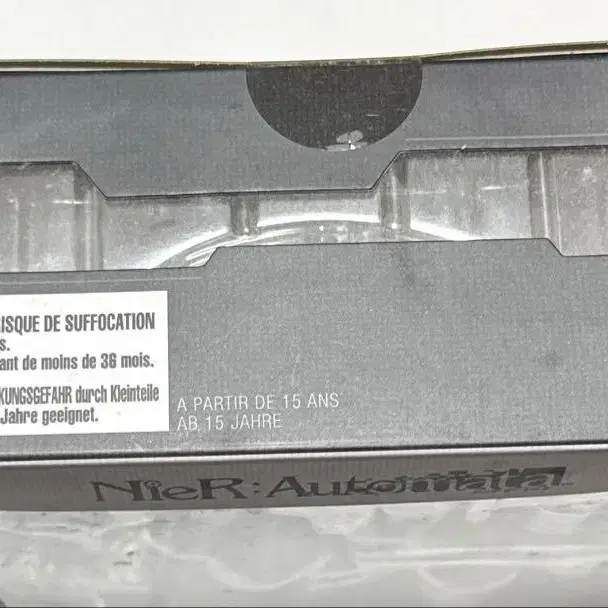 ISQUE DE SUFFOCATION
s.
ant de moins de 36 mois.
KUNGSGEFAHR durch Kleinteile
Jahre geeignet.
A PARTIR DE 15 ANS
AB 15 JAHRE
NieR:Automata